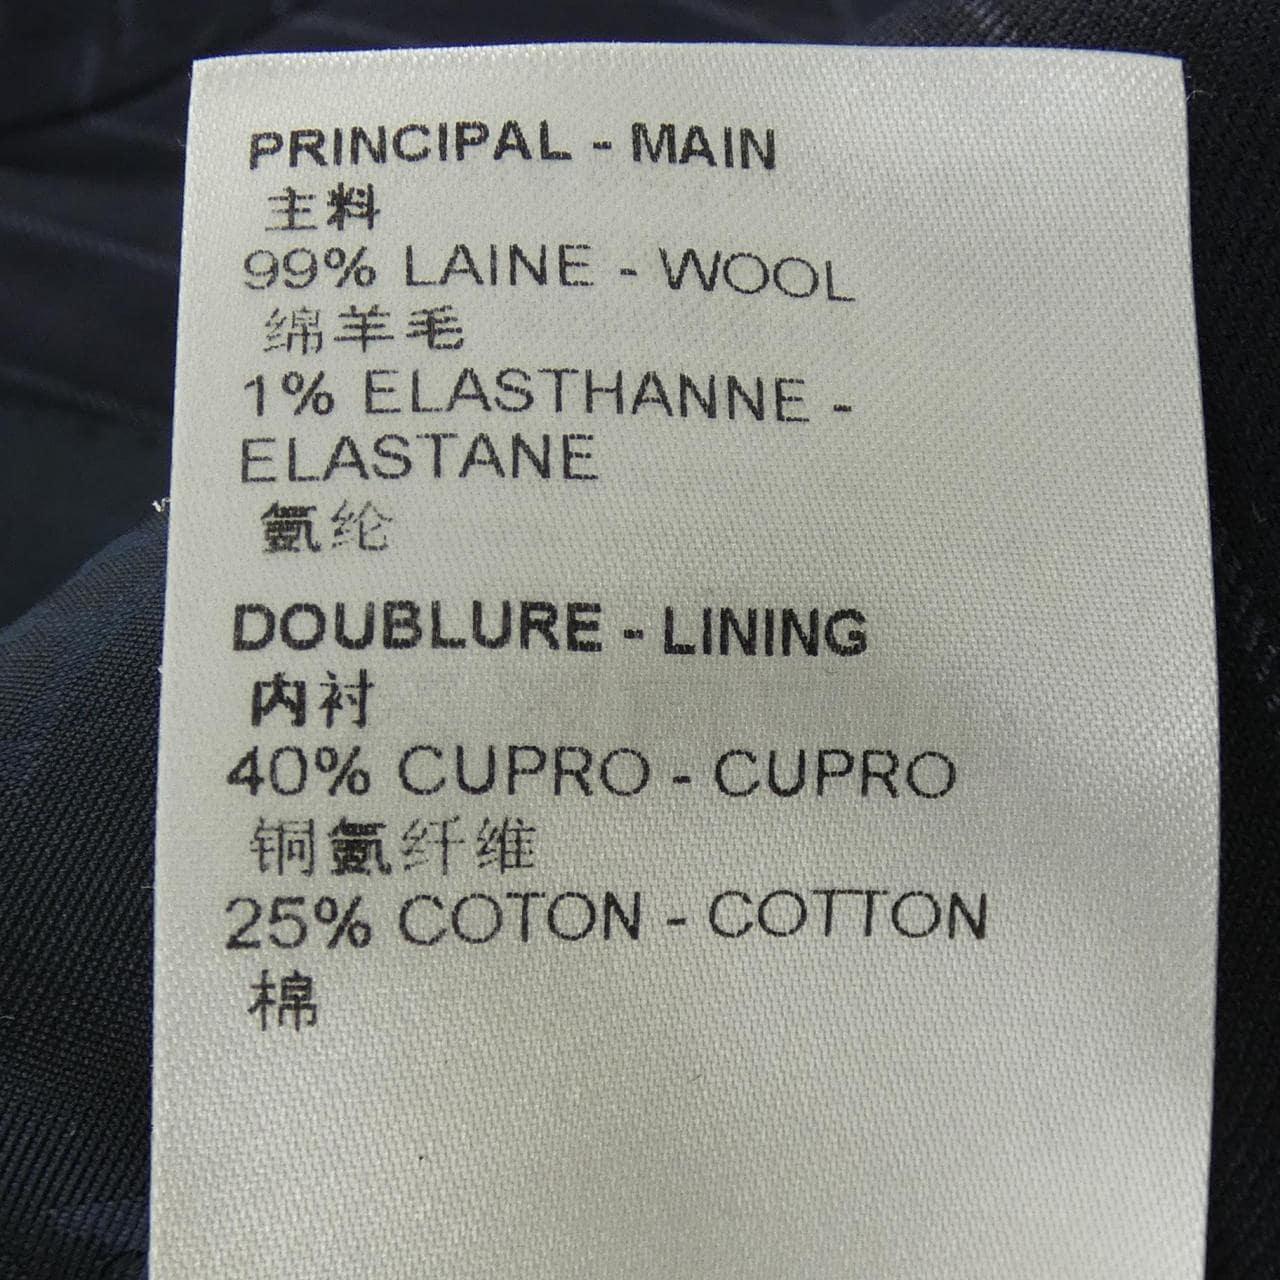 PRINCIPAL - MAIN
主料
99% LAINE - WOOL
绵羊毛
1% ELASTHANNE -
ELASTANE
氨纶
DOUBLURE - LINING
内衬
40% CUPRO - CUPRO
铜氨纤维
25% COTON - COTTON
棉